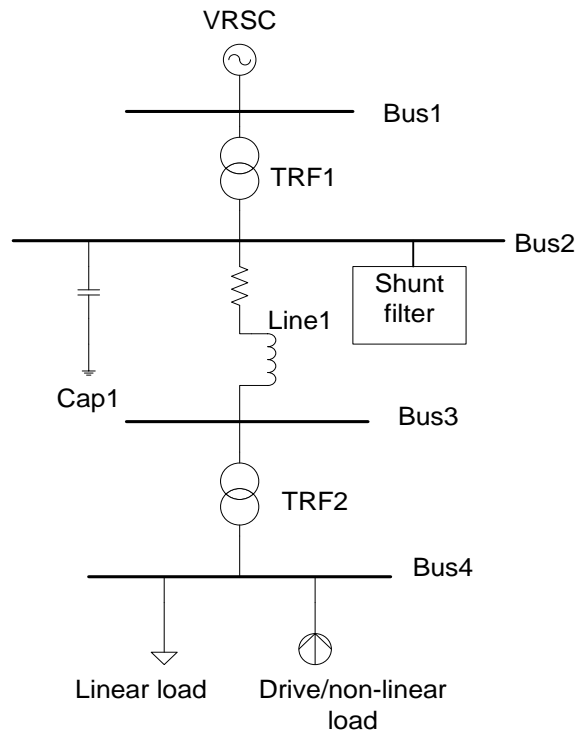 VRSC
Bus1
TRF1
Bus2
Shunt
filter
Line1
Cap1
Bus3
TRF2
Bus4
Linear load
Drive/non-linear
load